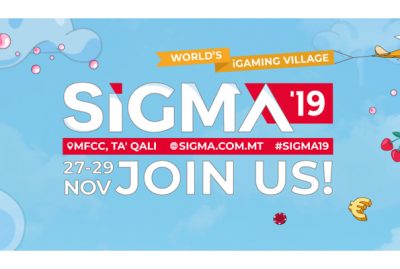 WORLD'S
iGAMING VILLAGE
SiGMA '19
MFCC, TA' QALI SIGMA.COM.MT #SIGMA19
27-29
NOV
JOIN US!